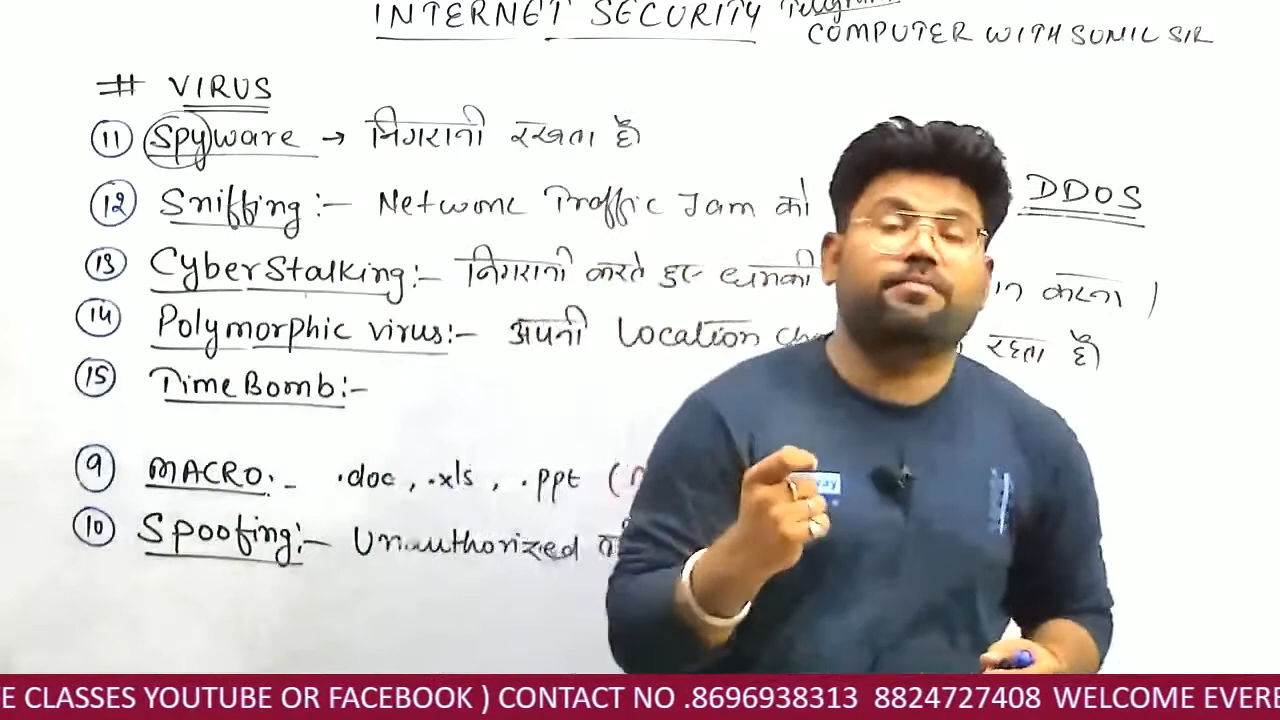 INTERNET SECURITY
COMPUTER WITH SUNIL SIR
# VIRUS
11 Spyware → निगरानी रखता है।
12 Sniffing :- Network Traffic Jam को DDOS
13 CyberStalking :- निगरानी करते हुए धमकी करना ।
14 Polymorphic virus :- अपनी Location रहता है।
15 TimeBomb :-
9 MACRO :- .doc, .xls, .ppt (
10 Spoofing :- Unauthorized
E CLASSES YOUTUBE OR FACEBOOK ) CONTACT NO .8696938313 8824727408 WELCOME EVERE